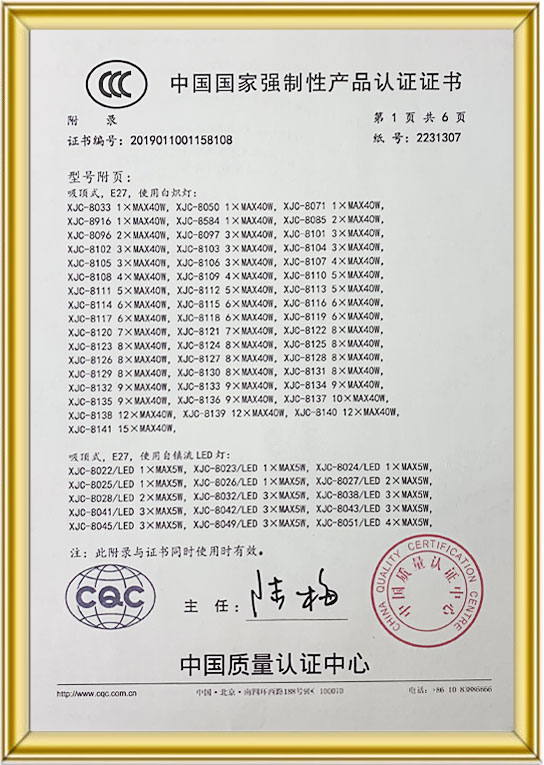 CCC
中国国家强制性产品认证证书
附 录
第 1 页 共 6 页
证书编号: 2019011001158108
纸 号: 2231307
型号附页:
吸顶式, E27, 使用白炽灯:
XJC-8033 1×MAX40W, XJC-8050 1×MAX40W, XJC-8071 1×MAX40W,
XJC-8916 1×MAX40W, XJC-8584 1×MAX40W, XJC-8085 2×MAX40W,
XJC-8096 2×MAX40W, XJC-8097 3×MAX40W, XJC-8101 3×MAX40W,
XJC-8102 3×MAX40W, XJC-8103 3×MAX40W, XJC-8104 3×MAX40W,
XJC-8105 3×MAX40W, XJC-8106 3×MAX40W, XJC-8107 4×MAX40W,
XJC-8108 4×MAX40W, XJC-8109 4×MAX40W, XJC-8110 5×MAX40W,
XJC-8111 5×MAX40W, XJC-8112 5×MAX40W, XJC-8113 5×MAX40W,
XJC-8114 6×MAX40W, XJC-8115 6×MAX40W, XJC-8116 6×MAX40W,
XJC-8117 6×MAX40W, XJC-8118 6×MAX40W, XJC-8119 6×MAX40W,
XJC-8120 7×MAX40W, XJC-8121 7×MAX40W, XJC-8122 8×MAX40W,
XJC-8123 8×MAX40W, XJC-8124 8×MAX40W, XJC-8125 8×MAX40W,
XJC-8126 8×MAX40W, XJC-8127 8×MAX40W, XJC-8128 8×MAX40W,
XJC-8129 8×MAX40W, XJC-8130 8×MAX40W, XJC-8131 8×MAX40W,
XJC-8132 9×MAX40W, XJC-8133 9×MAX40W, XJC-8134 9×MAX40W,
XJC-8135 9×MAX40W, XJC-8136 9×MAX40W, XJC-8137 10×MAX40W,
XJC-8138 12×MAX40W, XJC-8139 12×MAX40W, XJC-8140 12×MAX40W,
XJC-8141 15×MAX40W,
吸顶式, E27, 使用自镇流 LED 灯:
XJC-8022/LED 1×MAX5W, XJC-8023/LED 1×MAX5W, XJC-8024/LED 1×MAX5W,
XJC-8025/LED 1×MAX5W, XJC-8026/LED 1×MAX5W, XJC-8027/LED 2×MAX5W,
XJC-8028/LED 2×MAX5W, XJC-8032/LED 3×MAX5W, XJC-8038/LED 3×MAX5W,
XJC-8041/LED 3×MAX5W, XJC-8042/LED 3×MAX5W, XJC-8043/LED 3×MAX5W,
XJC-8045/LED 3×MAX5W, XJC-8049/LED 3×MAX5W, XJC-8051/LED 4×MAX5W,
注: 此附录与证书同时使用时有效。
CQC
主 任: 陆梅
CHINA QUALITY CERTIFICATION CENTRE
中国质量认证中心
中国质量认证中心
http://www.cqc.com.cn
中国·北京·南四环西路188号9区 100070
电话: +86 10 83886666